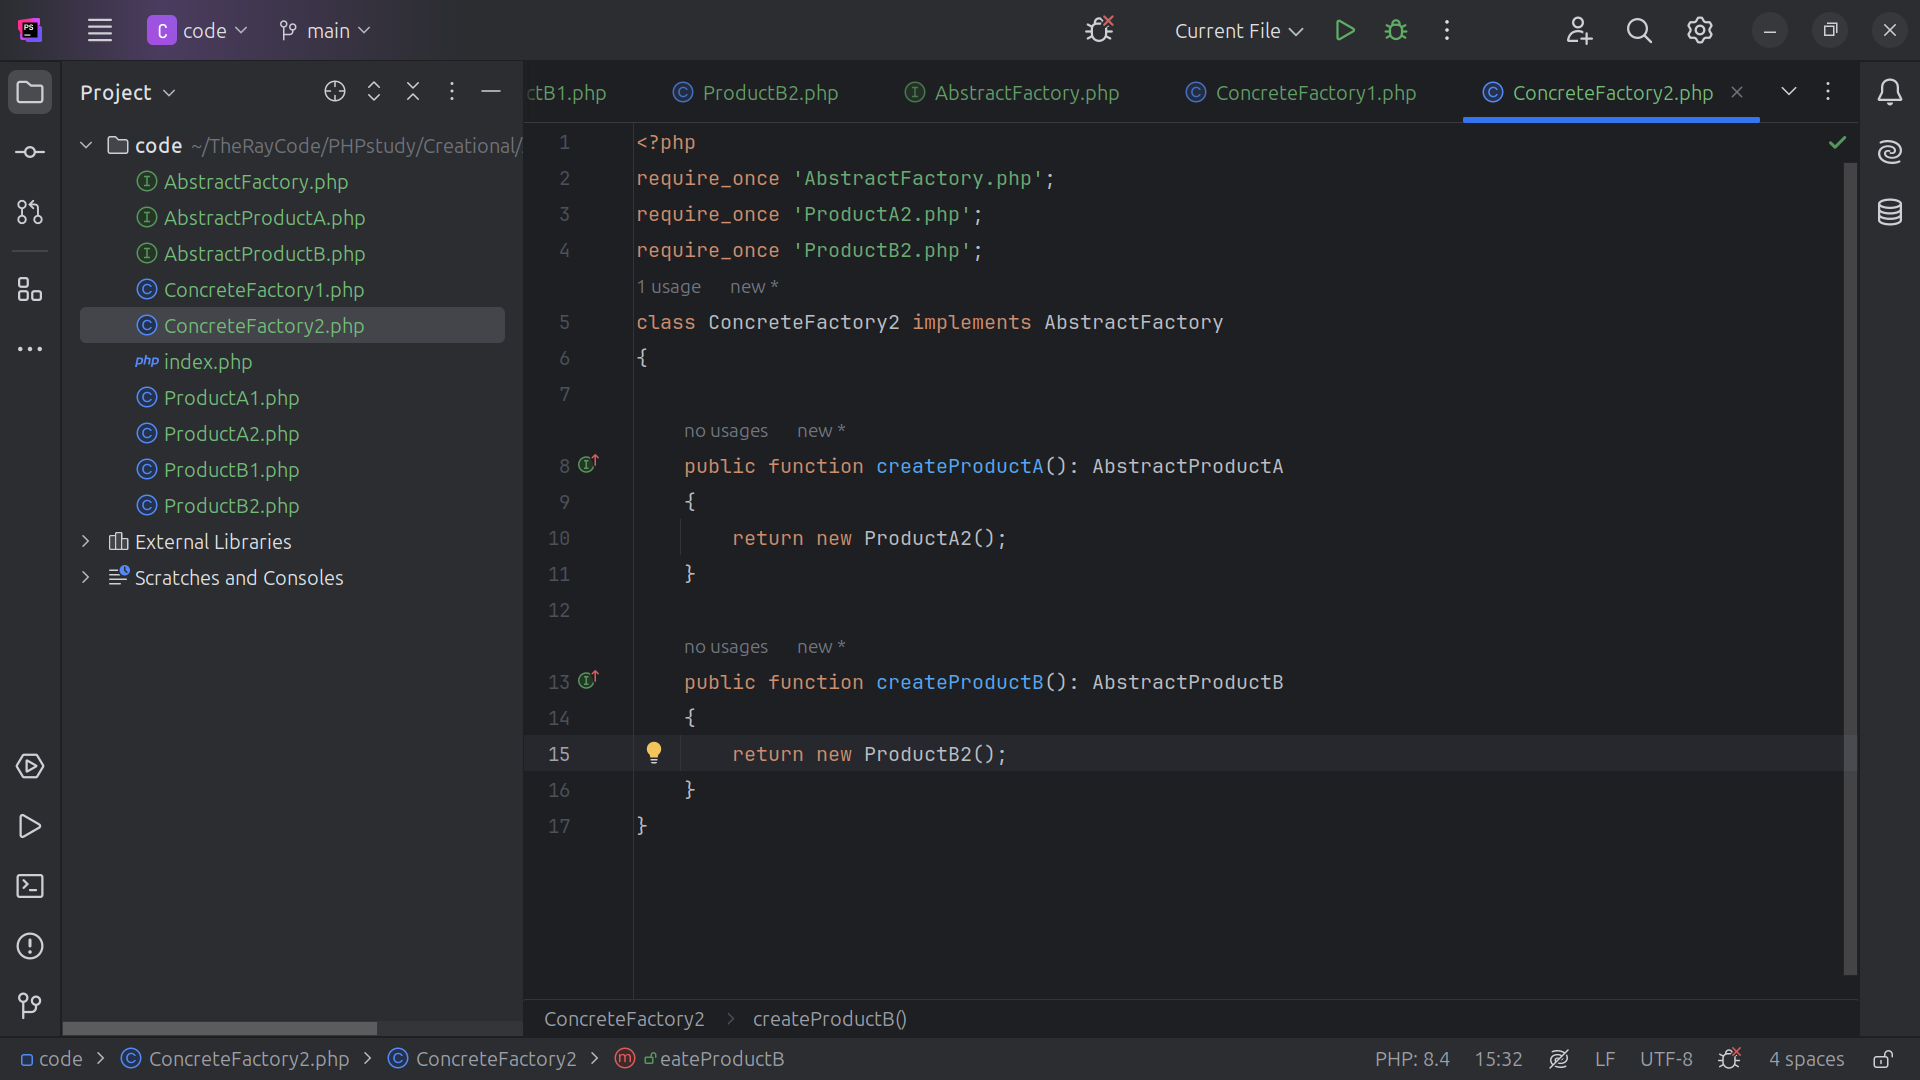 PS
C code main Current File
Project
ctB1.php ProductB2.php AbstractFactory.php ConcreteFactory1.php ConcreteFactory2.php
code ~/TheRayCode/PHPstudy/Creational/
AbstractFactory.php
AbstractProductA.php
AbstractProductB.php
ConcreteFactory1.php
ConcreteFactory2.php
php index.php
ProductA1.php
ProductA2.php
ProductB1.php
ProductB2.php
External Libraries
Scratches and Consoles
1 <?php
2 require_once 'AbstractFactory.php';
3 require_once 'ProductA2.php';
4 require_once 'ProductB2.php';
1 usage new *
5 class ConcreteFactory2 implements AbstractFactory
6 {
7
no usages new *
8 public function createProductA(): AbstractProductA
9 {
10 return new ProductA2();
11 }
12
no usages new *
13 public function createProductB(): AbstractProductB
14 {
15 return new ProductB2();
16 }
17 }
ConcreteFactory2 > createProductB()
code > ConcreteFactory2.php > ConcreteFactory2 > m eateProductB
PHP: 8.4 15:32 LF UTF-8 4 spaces